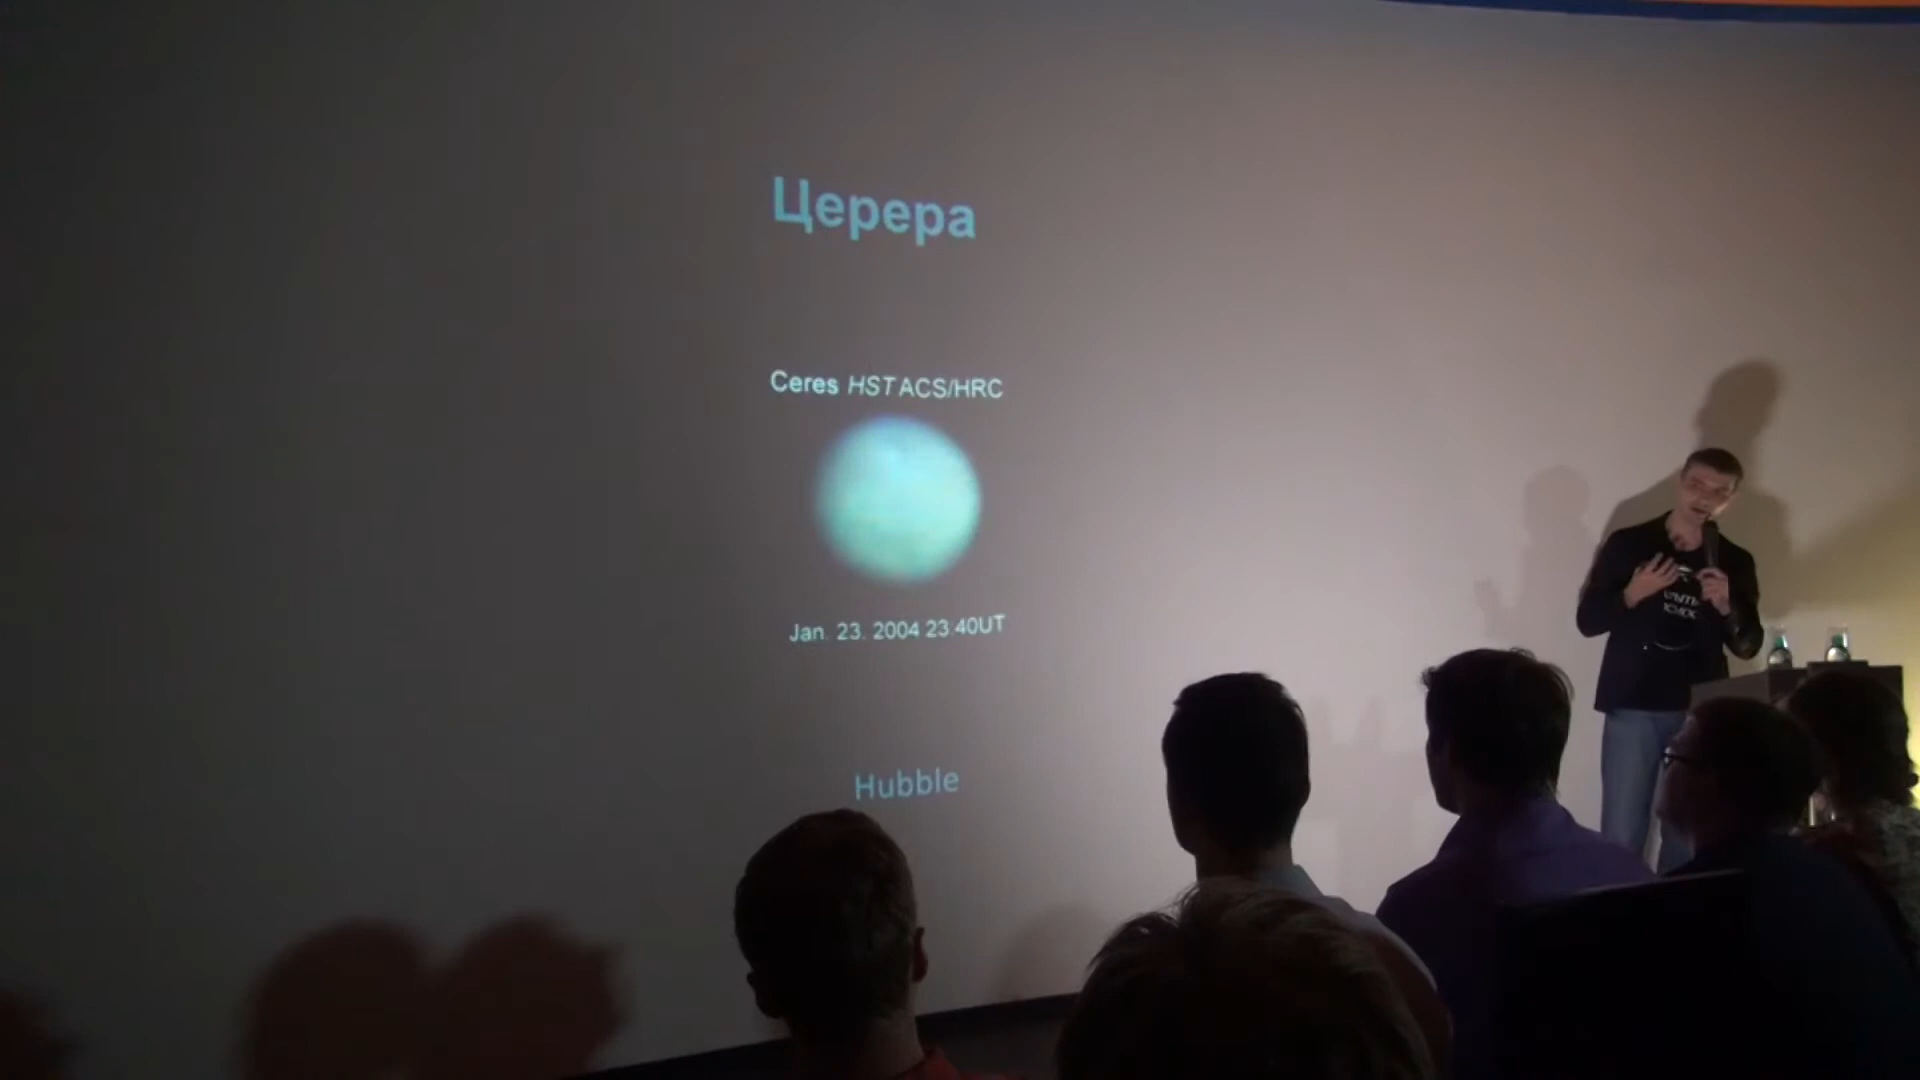 Церера
Ceres HST ACS/HRC
Jan. 23. 2004 23:40UT
Hubble